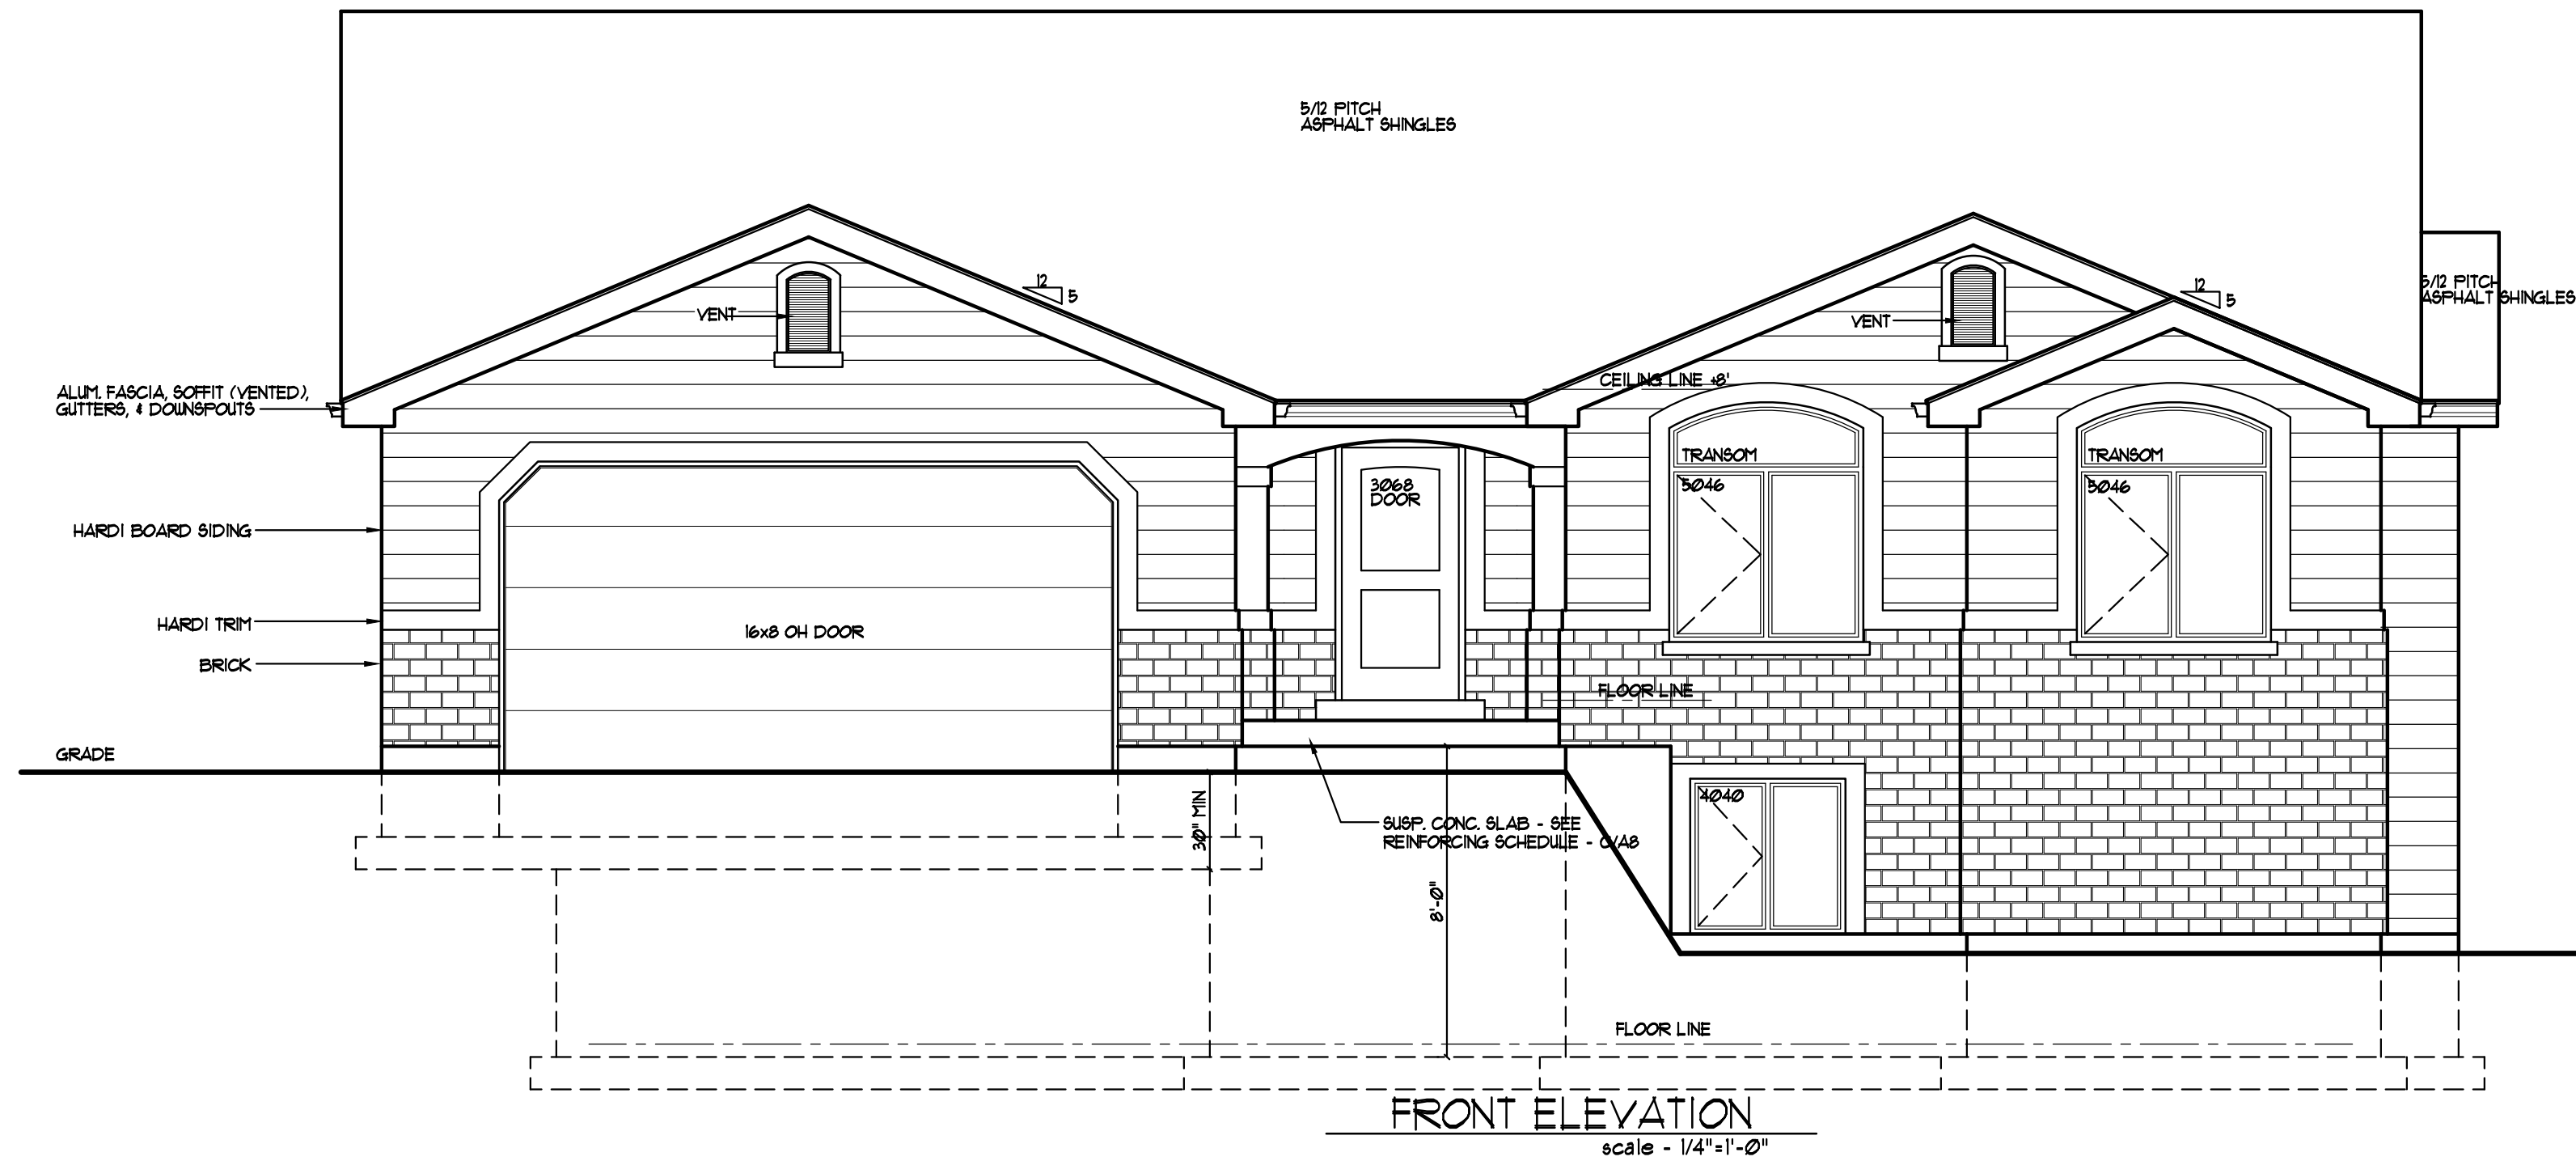 5/12 PITCH
ASPHALT SHINGLES
12
5
12
5
5/12 PITCH
ASPHALT SHINGLES
VENT
VENT
CEILING LINE +8'
ALUM. FASCIA, SOFFIT (VENTED),
GUTTERS, & DOWNSPOUTS
TRANSOM
TRANSOM
3068
DOOR
5046
5046
HARDI BOARD SIDING
HARDI TRIM
16x8 OH DOOR
BRICK
FLOOR LINE
GRADE
30" MIN
4040
SUSP. CONC. SLAB - SEE
REINFORCING SCHEDULE - C/A8
8'-0"
FLOOR LINE
FRONT ELEVATION
scale - 1/4"=1'-0"